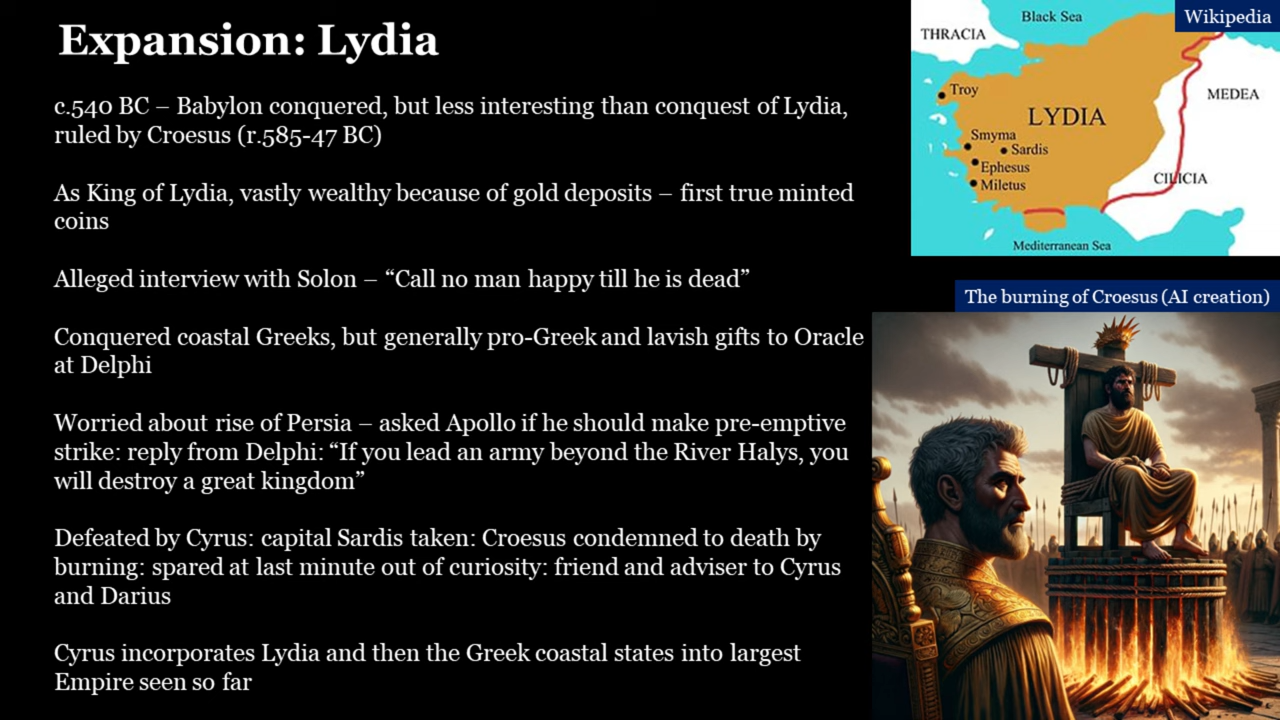 Expansion: Lydia
c.540 BC – Babylon conquered, but less interesting than conquest of Lydia,
ruled by Croesus (r.585-47 BC)
As King of Lydia, vastly wealthy because of gold deposits – first true minted
coins
Alleged interview with Solon – “Call no man happy till he is dead”
Conquered coastal Greeks, but generally pro-Greek and lavish gifts to Oracle
at Delphi
Worried about rise of Persia – asked Apollo if he should make pre-emptive
strike: reply from Delphi: “If you lead an army beyond the River Halys, you
will destroy a great kingdom”
Defeated by Cyrus: capital Sardis taken: Croesus condemned to death by
burning: spared at last minute out of curiosity: friend and adviser to Cyrus
and Darius
Cyrus incorporates Lydia and then the Greek coastal states into largest
Empire seen so far
Wikipedia
Black Sea
THRACIA
Troy
MEDEA
LYDIA
Smyrna
Sardis
Ephesus
CILICIA
Miletus
Mediterranean Sea
The burning of Croesus (AI creation)